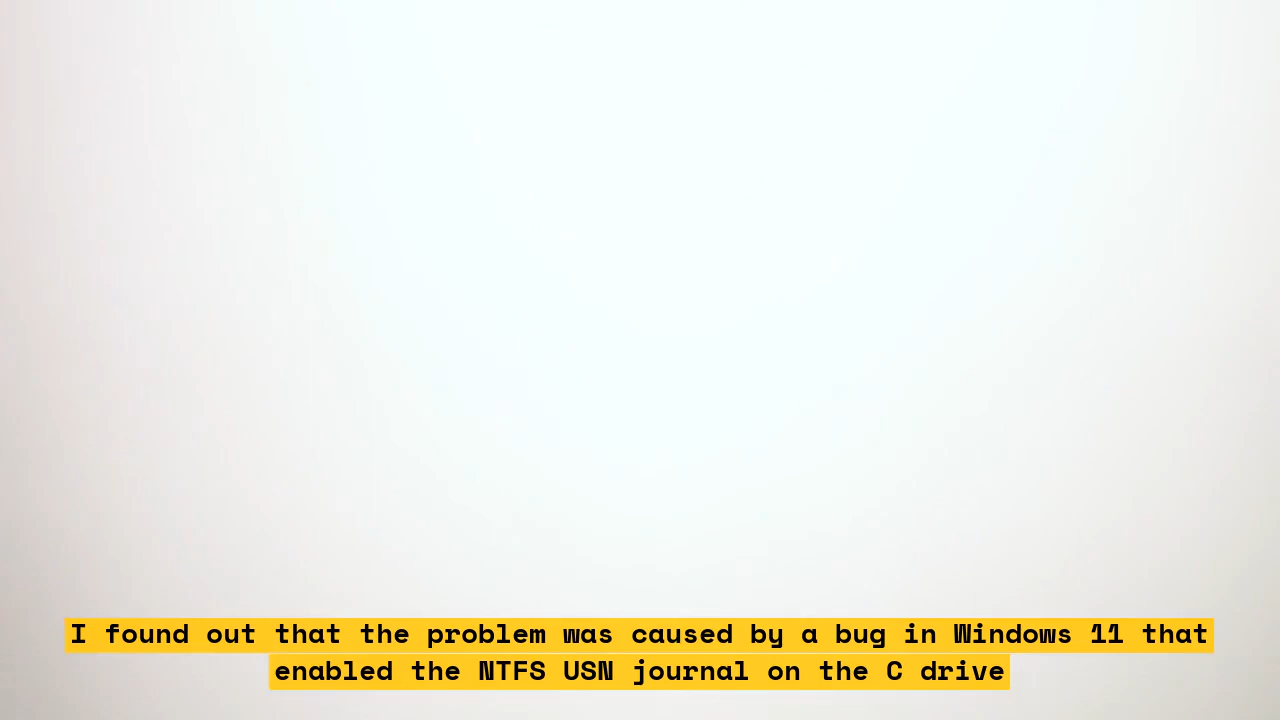 I found out that the problem was caused by a bug in Windows 11 that
enabled the NTFS USN journal on the C drive